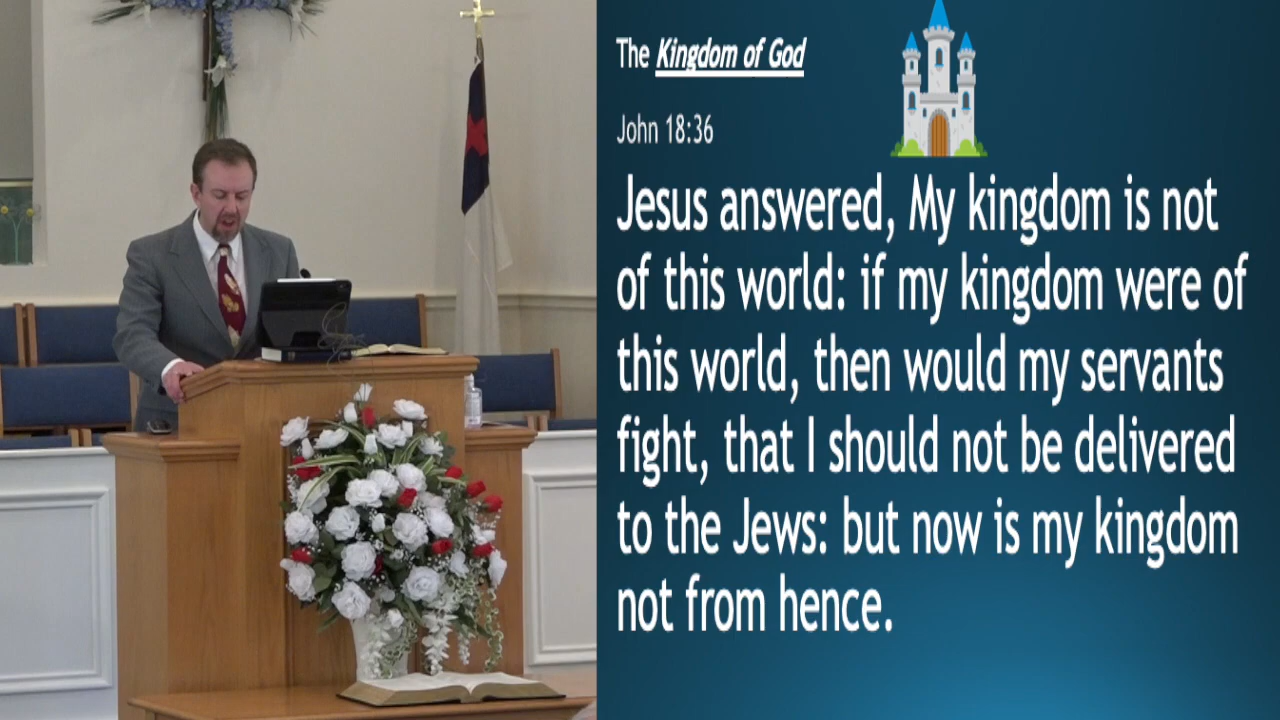 The Kingdom of God
John 18:36
Jesus answered, My kingdom is not
of this world: if my kingdom were of
this world, then would my servants
fight, that I should not be delivered
to the Jews: but now is my kingdom
not from hence.